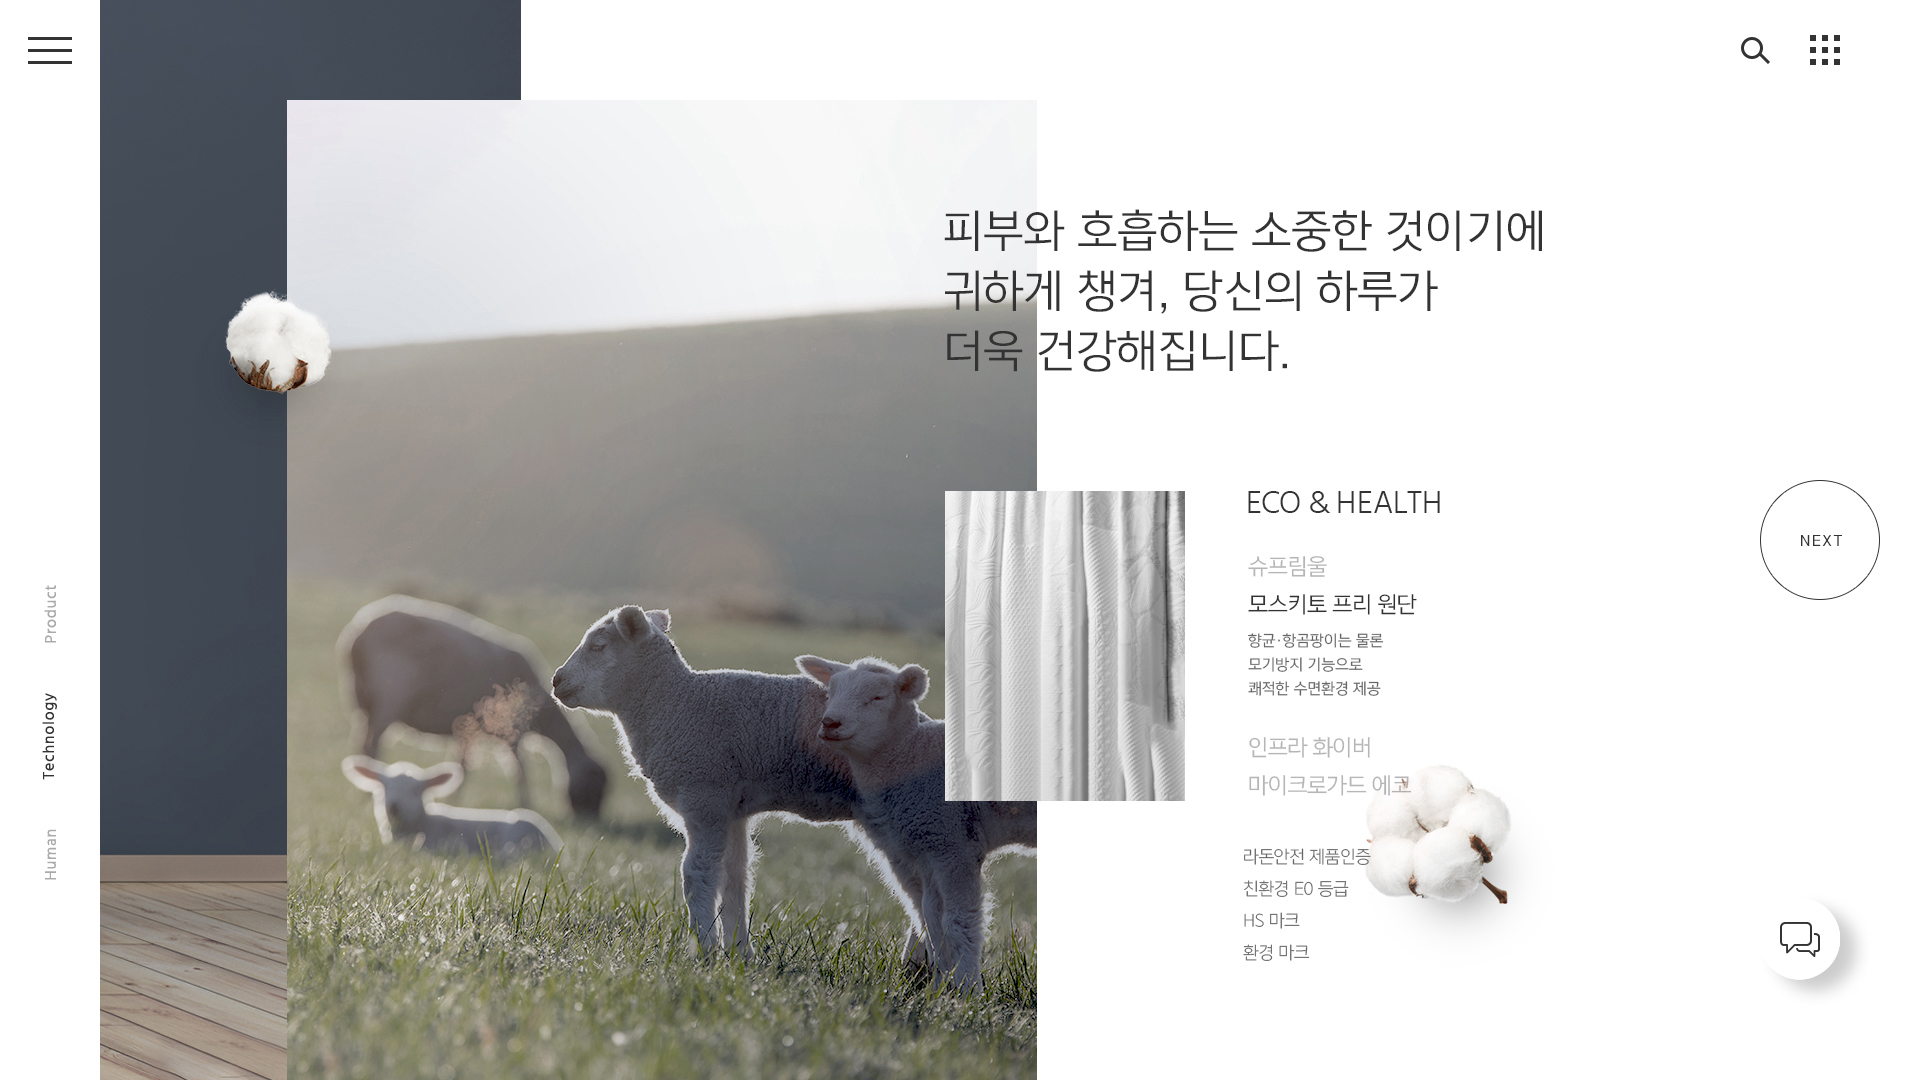 피부와 호흡하는 소중한 것이기에
귀하게 챙겨, 당신의 하루가
더욱 건강해집니다.
ECO & HEALTH
슈프림울
모스키토 프리 원단
향균·항곰팡이는 물론
모기방지 기능으로
쾌적한 수면환경 제공
인프라 화이버
마이크로가드 에코
라돈안전 제품인증
친환경 E0 등급
HS 마크
환경 마크
NEXT
Product
Technology
Human